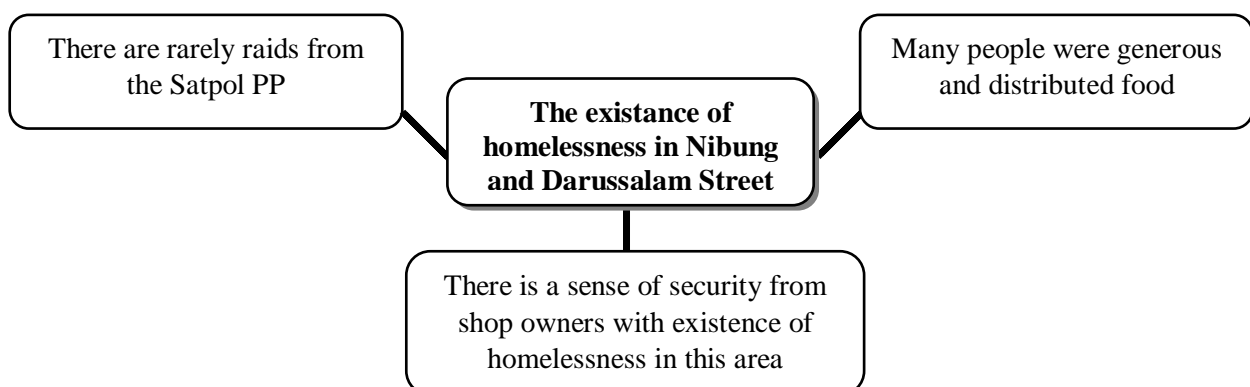 There are rarely raids from
the Satpol PP
Many people were generous
and distributed food
The existance of
homelessness in Nibung
and Darussalam Street
There is a sense of security from
shop owners with existence of
homelessness in this area